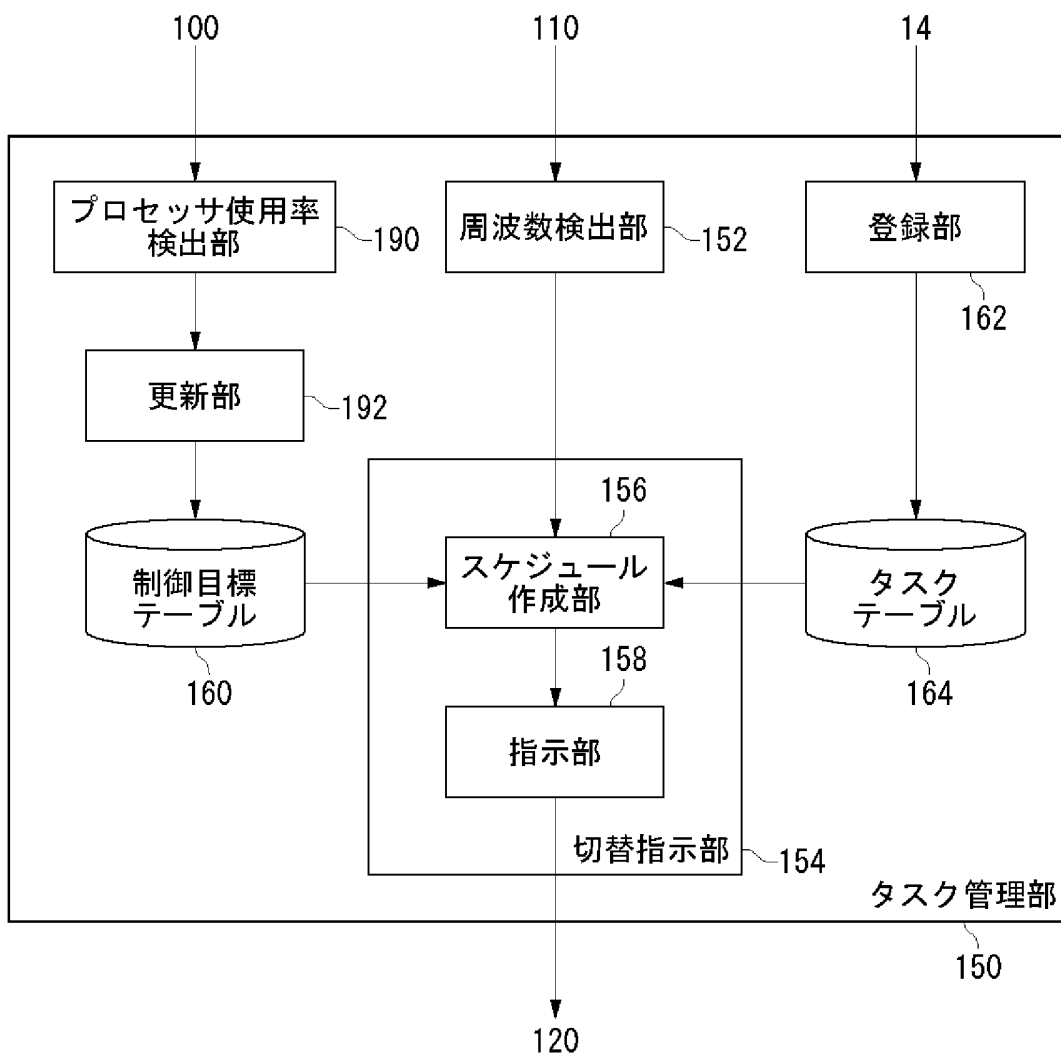 100
110
14
プロセッサ使用率
検出部
190
周波数検出部
152
登録部
162
更新部
192
156
制御目標
テーブル
160
スケジュール
作成部
タスク
テーブル
164
158
指示部
切替指示部
154
タスク管理部
150
120